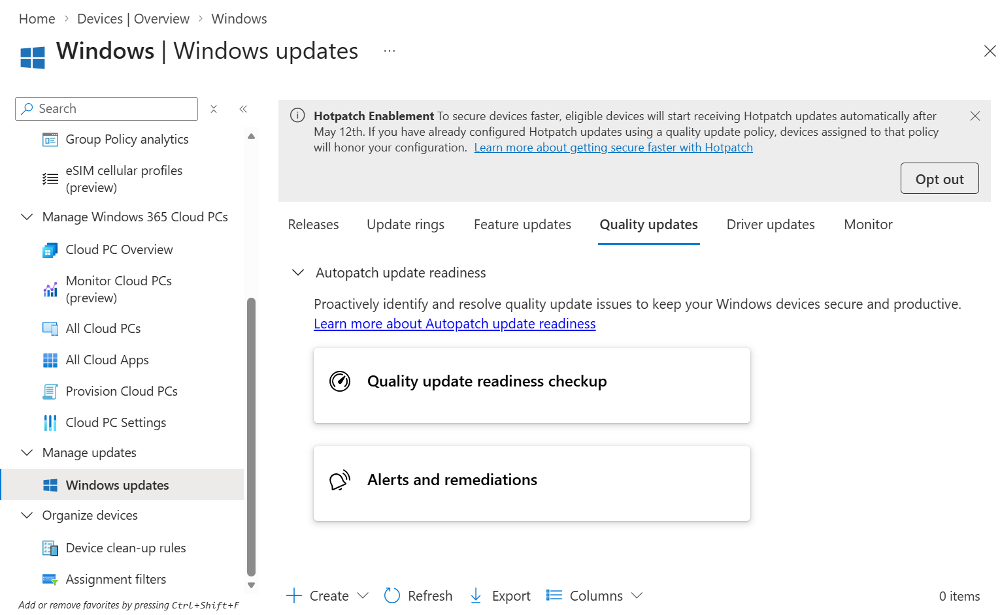 Home > Devices | Overview > Windows
Windows | Windows updates ...
Search
Group Policy analytics
eSIM cellular profiles
(preview)
Manage Windows 365 Cloud PCs
Cloud PC Overview
Monitor Cloud PCs
(preview)
All Cloud PCs
All Cloud Apps
Provision Cloud PCs
Cloud PC Settings
Manage updates
Windows updates
Organize devices
Device clean-up rules
Assignment filters
Add or remove favorites by pressing Ctrl+Shift+F
Hotpatch Enablement To secure devices faster, eligible devices will start receiving Hotpatch updates automatically after
May 12th. If you have already configured Hotpatch updates using a quality update policy, devices assigned to that policy
will honor your configuration. Learn more about getting secure faster with Hotpatch
Opt out
Releases Update rings Feature updates Quality updates Driver updates Monitor
Autopatch update readiness
Proactively identify and resolve quality update issues to keep your Windows devices secure and productive.
Learn more about Autopatch update readiness
Quality update readiness checkup
Alerts and remediations
Create Refresh Export Columns 0 items